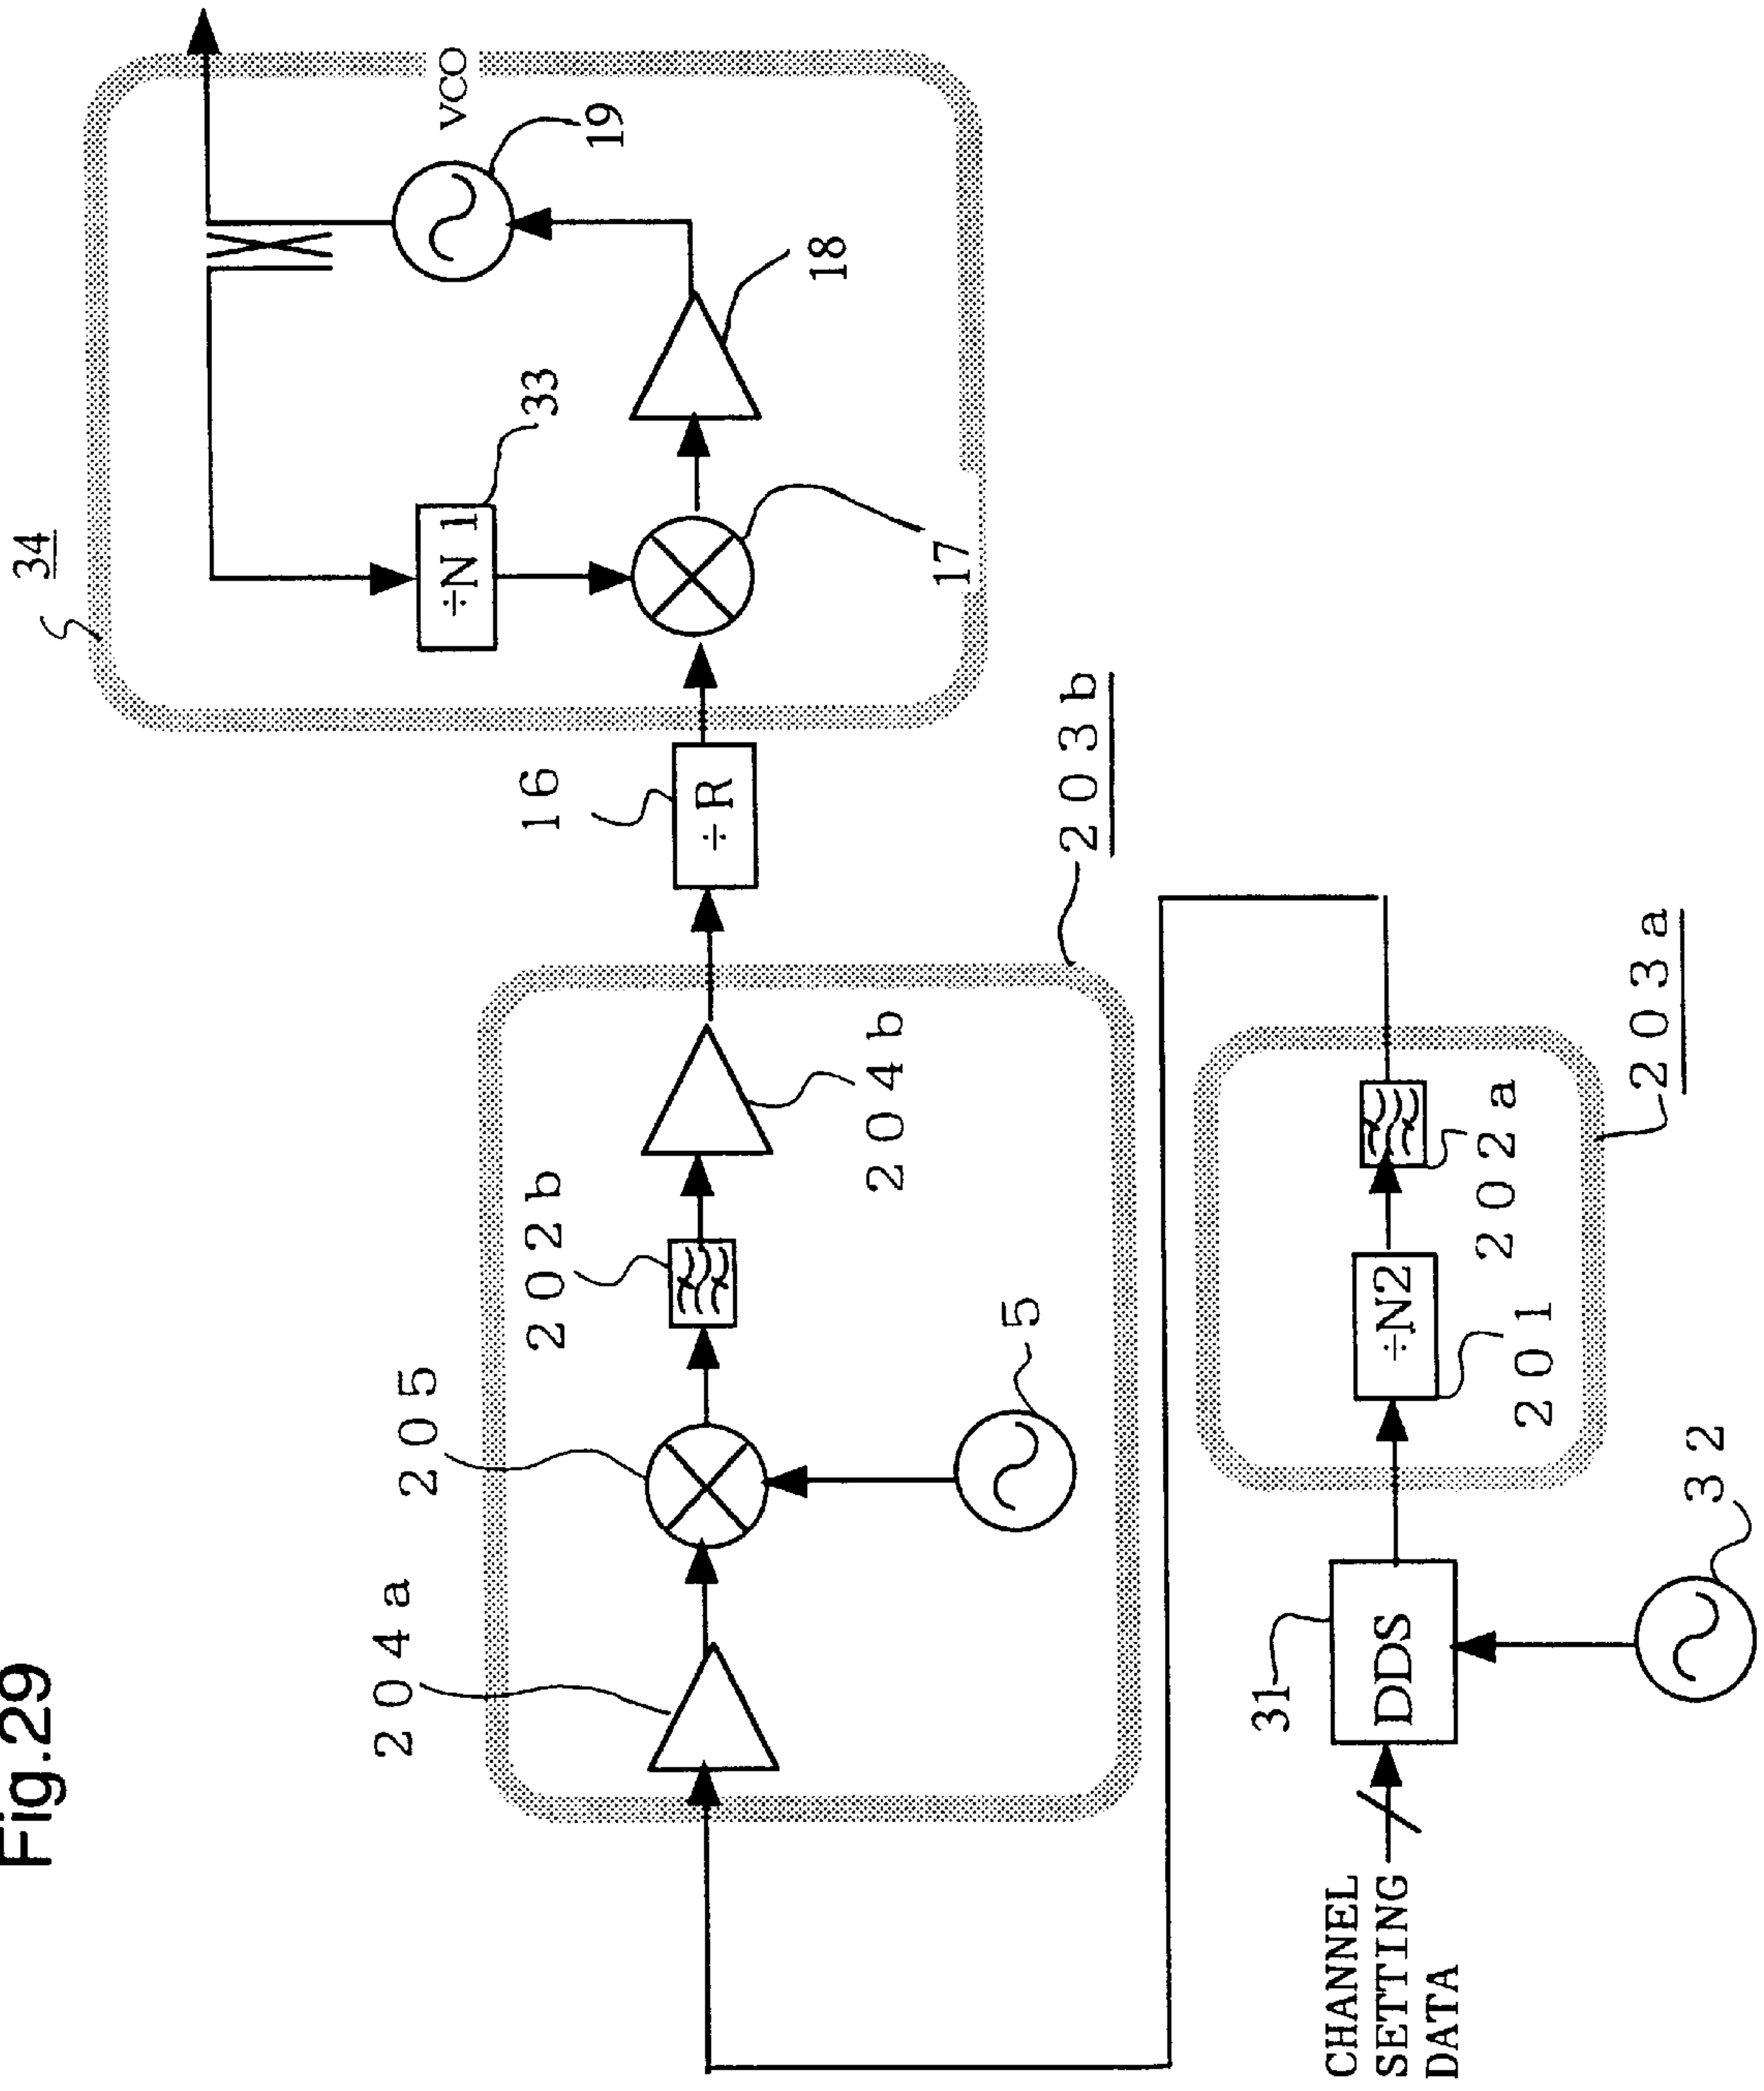 Fig.29
34
VCO
19
18
33
÷N 1
17
16
÷R
203b
204b
202b
205
5
204a
203a
202a
÷N2
201
31
DDS
32
CHANNEL
SETTING
DATA